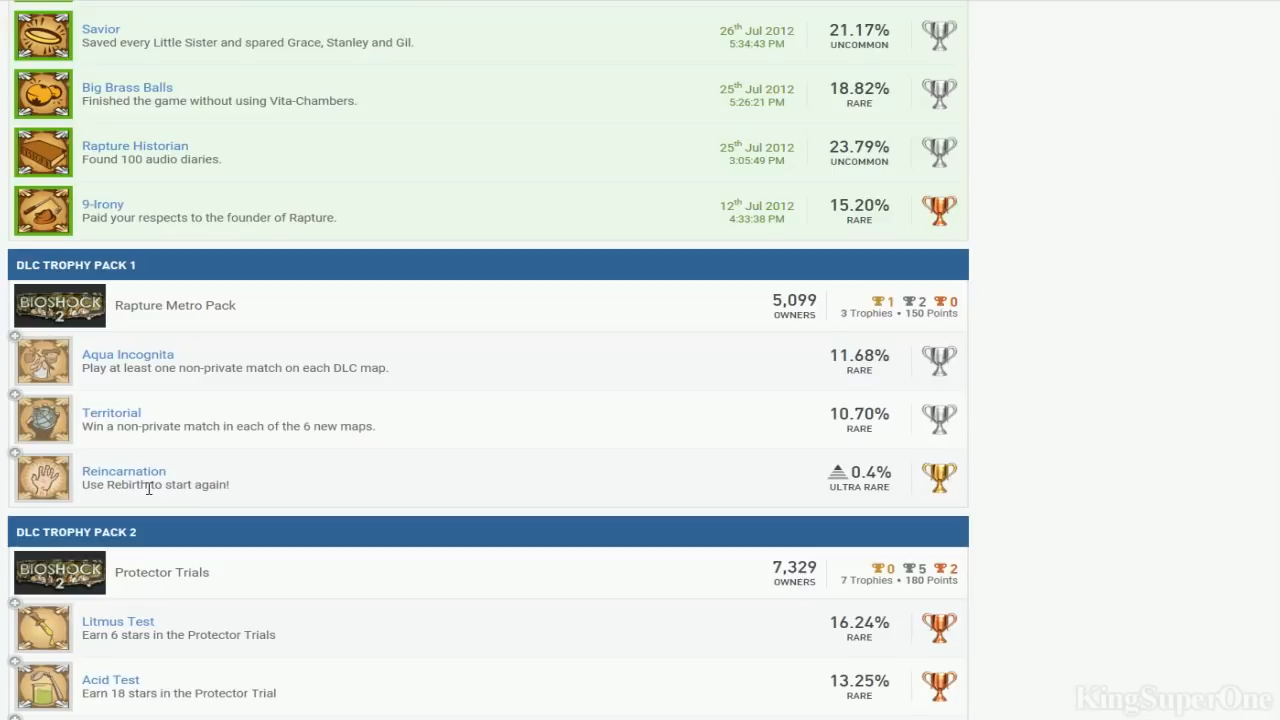 Savior
Saved every Little Sister and spared Grace, Stanley and Gil.
26th Jul 2012
5:34:43 PM
21.17%
UNCOMMON
Big Brass Balls
Finished the game without using Vita-Chambers.
25th Jul 2012
5:26:21 PM
18.82%
RARE
Rapture Historian
Found 100 audio diaries.
25th Jul 2012
3:05:49 PM
23.79%
UNCOMMON
9-Irony
Paid your respects to the founder of Rapture.
12th Jul 2012
4:33:38 PM
15.20%
RARE
DLC TROPHY PACK 1
BIOSHOCK
2
Rapture Metro Pack
5,099
OWNERS
1 2 0
3 Trophies • 150 Points
Aqua Incognita
Play at least one non-private match on each DLC map.
11.68%
RARE
Territorial
Win a non-private match in each of the 6 new maps.
10.70%
RARE
Reincarnation
Use Rebirth to start again!
0.4%
ULTRA RARE
DLC TROPHY PACK 2
BIOSHOCK
2
Protector Trials
7,329
OWNERS
0 5 2
7 Trophies • 180 Points
Litmus Test
Earn 6 stars in the Protector Trials
16.24%
RARE
Acid Test
Earn 18 stars in the Protector Trial
13.25%
RARE
KingSuperOne